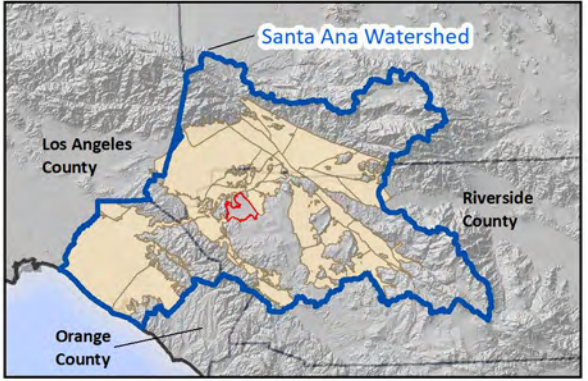 Santa Ana Watershed
Los Angeles
County
Riverside
County
Orange
County